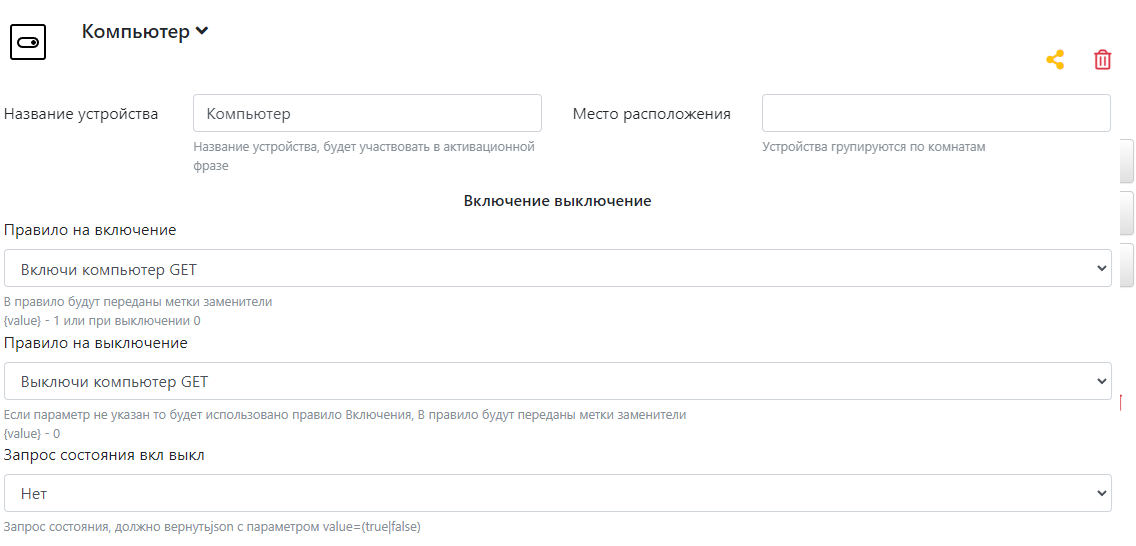 Компьютер
Название устройства
Компьютер
Место расположения
Название устройства, будет участвовать в активационной
фразе
Устройства групируются по комнатам
Включение выключение
Правило на включение
Включи компьютер GET
В правило будут переданы метки заменители
{value} - 1 или при выключении 0
Правило на выключение
Выключи компьютер GET
Если параметр не указан то будет использовано правило Включения, В правило будут переданы метки заменители
{value} - 0
Запрос состояния вкл выкл
Нет
Запрос состояния, должно вернутьjson с параметром value=(true|false)